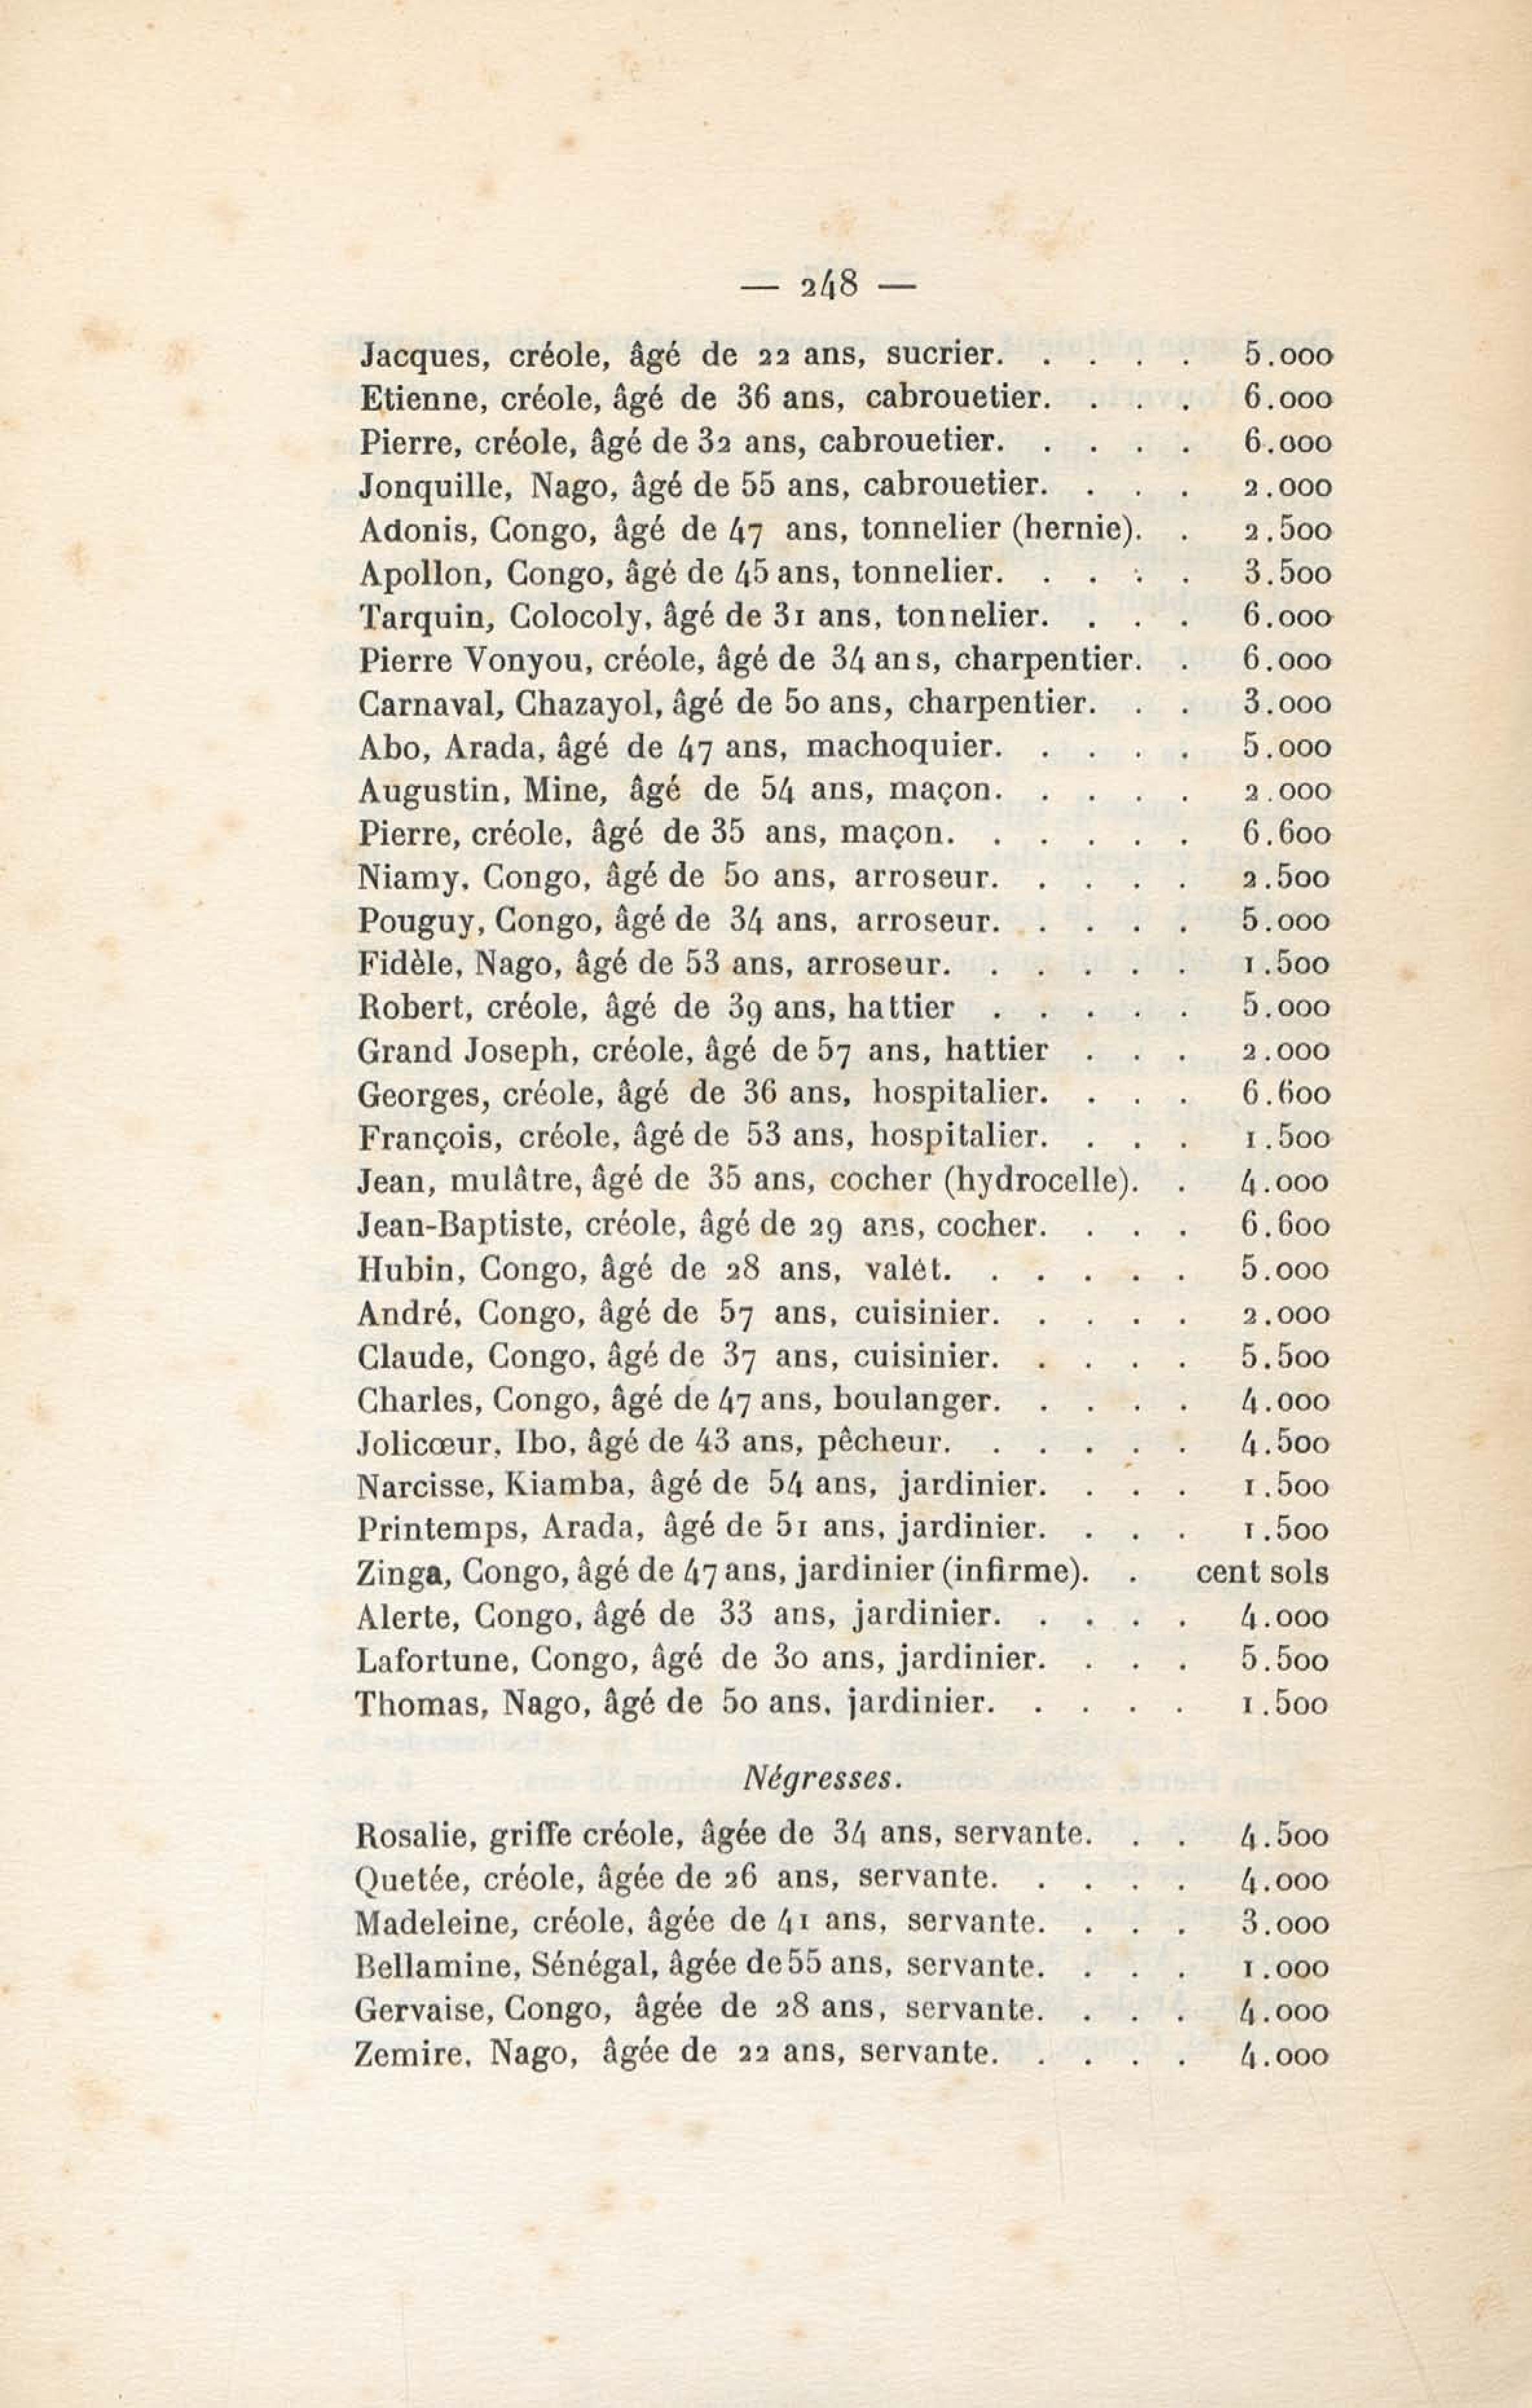 — 248 —
Jacques, créole, âgé de 22 ans, sucrier. . . . . 5.000
Etienne, créole, âgé de 36 ans, cabrouetier. . . . 6.000
Pierre, créole, âgé de 32 ans, cabrouetier. . . . . 6.000
Jonquille, Nago, âgé de 55 ans, cabrouetier. . . . 2.000
Adonis, Congo, âgé de 47 ans, tonnelier (hernie). . 2.500
Apollon, Congo, âgé de 45 ans, tonnelier. . . . . 3.500
Tarquin, Colocoly, âgé de 31 ans, tonnelier. . . . 6.000
Pierre Vonyou, créole, âgé de 34 ans, charpentier. . 6.000
Carnaval, Chazayol, âgé de 50 ans, charpentier. . . 3.000
Abo, Arada, âgé de 47 ans, machoquier. . . . . 5.000
Augustin, Mine, âgé de 54 ans, maçon. . . . . 2.000
Pierre, créole, âgé de 35 ans, maçon. . . . . . 6.600
Niamy, Congo, âgé de 50 ans, arroseur. . . . . 2.500
Pouguy, Congo, âgé de 34 ans, arroseur. . . . . 5.000
Fidèle, Nago, âgé de 53 ans, arroseur. . . . . . 1.500
Robert, créole, âgé de 39 ans, hattier . . . . . 5.000
Grand Joseph, créole, âgé de 57 ans, hattier . . . 2.000
Georges, créole, âgé de 36 ans, hospitalier. . . . 6.600
François, créole, âgé de 53 ans, hospitalier. . . . 1.500
Jean, mulâtre, âgé de 35 ans, cocher (hydrocelle). . 4.000
Jean-Baptiste, créole, âgé de 29 ans, cocher. . . . 6.600
Hubin, Congo, âgé de 28 ans, valet. . . . . . 5.000
André, Congo, âgé de 57 ans, cuisinier. . . . . 2.000
Claude, Congo, âgé de 37 ans, cuisinier. . . . . 5.500
Charles, Congo, âgé de 47 ans, boulanger. . . . . 4.000
Jolicœur, Ibo, âgé de 43 ans, pêcheur. . . . . . 4.500
Narcisse, Kiamba, âgé de 54 ans, jardinier. . . . 1.500
Printemps, Arada, âgé de 51 ans, jardinier. . . . 1.500
Zinga, Congo, âgé de 47 ans, jardinier (infirme). . cent sols
Alerte, Congo, âgé de 33 ans, jardinier. . . . . 4.000
Lafortune, Congo, âgé de 30 ans, jardinier. . . . 5.500
Thomas, Nago, âgé de 50 ans, jardinier. . . . . 1.500
Négresses.
Rosalie, griffe créole, âgée de 34 ans, servante. . . 4.500
Quetée, créole, âgée de 26 ans, servante. . . . . 4.000
Madeleine, créole, âgée de 41 ans, servante. . . . 3.000
Bellamine, Sénégal, âgée de 55 ans, servante. . . . 1.000
Gervaise, Congo, âgée de 28 ans, servante. . . . 4.000
Zemire, Nago, âgée de 22 ans, servante. . . . . 4.000